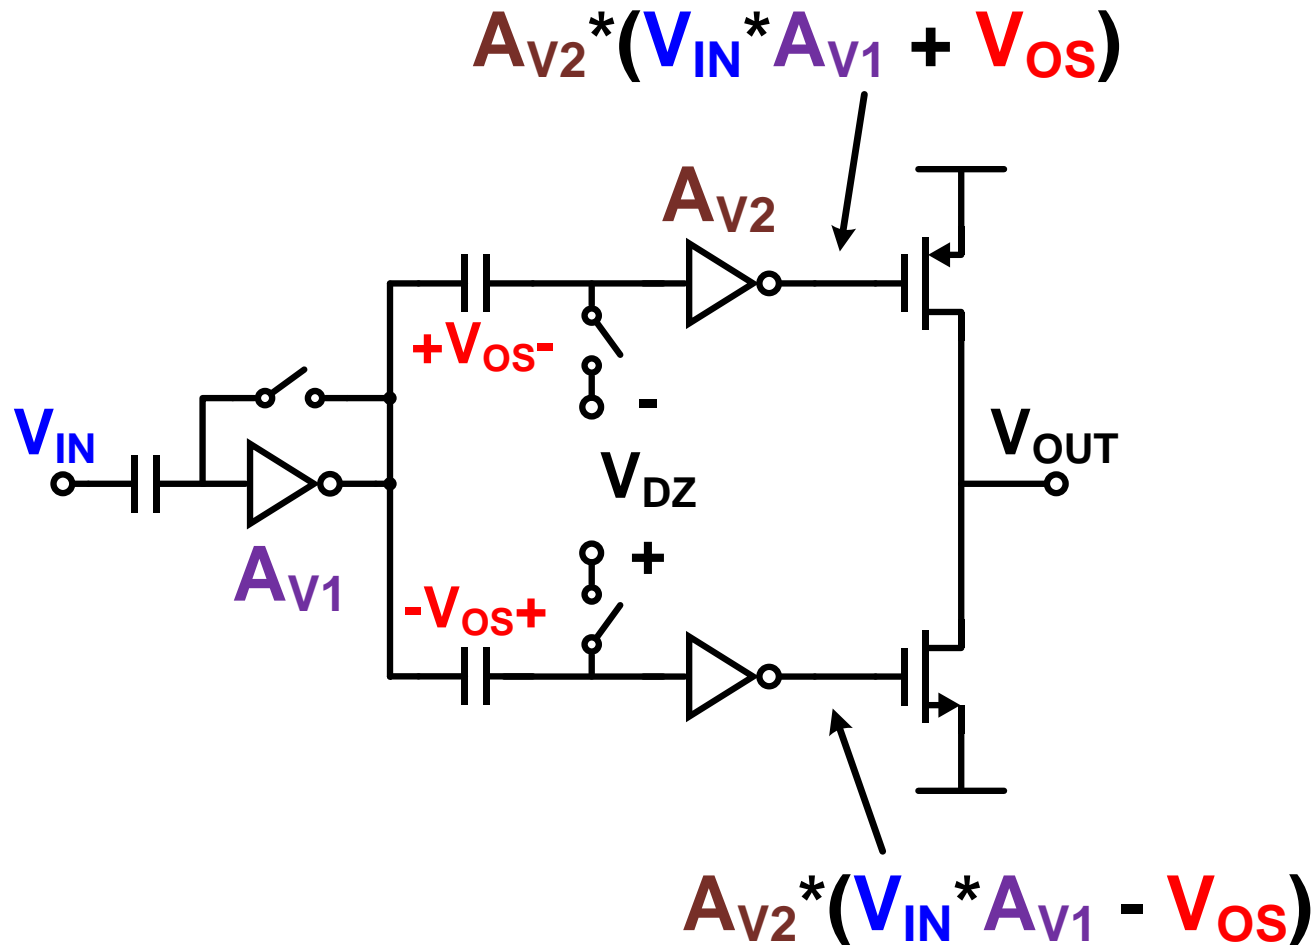 AV2*(VIN*AV1 + VOS)
AV2
+VOS-
-
VIN
VOUT
VDZ
+
AV1
-VOS+
AV2*(VIN*AV1 - VOS)